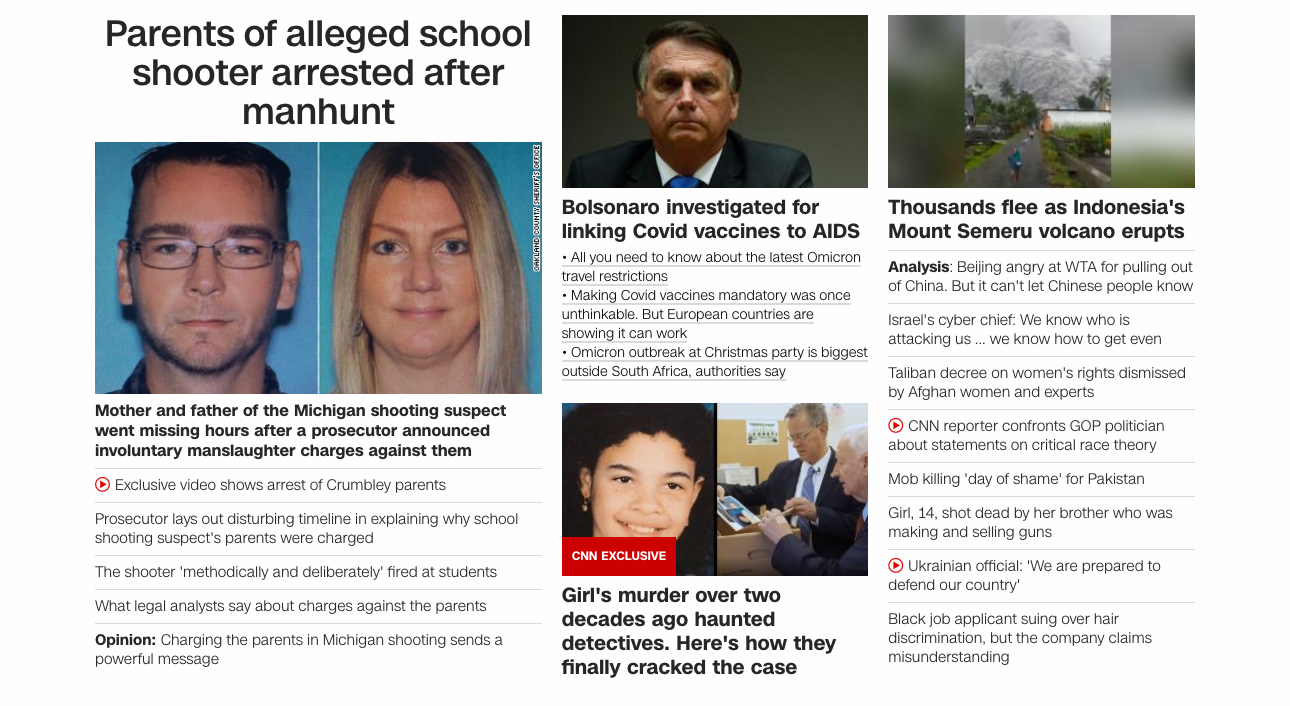 Parents of alleged school
shooter arrested after
manhunt
OAKLAND COUNTY SHERIFF'S OFFICE
Mother and father of the Michigan shooting suspect
went missing hours after a prosecutor announced
involuntary manslaughter charges against them
Exclusive video shows arrest of Crumbley parents
Prosecutor lays out disturbing timeline in explaining why school
shooting suspect's parents were charged
The shooter 'methodically and deliberately' fired at students
What legal analysts say about charges against the parents
Opinion: Charging the parents in Michigan shooting sends a
powerful message
Bolsonaro investigated for
linking Covid vaccines to AIDS
• All you need to know about the latest Omicron
travel restrictions
• Making Covid vaccines mandatory was once
unthinkable. But European countries are
showing it can work
• Omicron outbreak at Christmas party is biggest
outside South Africa, authorities say
CNN EXCLUSIVE
Girl's murder over two
decades ago haunted
detectives. Here's how they
finally cracked the case
Thousands flee as Indonesia's
Mount Semeru volcano erupts
Analysis: Beijing angry at WTA for pulling out
of China. But it can't let Chinese people know
Israel's cyber chief: We know who is
attacking us ... we know how to get even
Taliban decree on women's rights dismissed
by Afghan women and experts
CNN reporter confronts GOP politician
about statements on critical race theory
Mob killing 'day of shame' for Pakistan
Girl, 14, shot dead by her brother who was
making and selling guns
Ukrainian official: 'We are prepared to
defend our country'
Black job applicant suing over hair
discrimination, but the company claims
misunderstanding